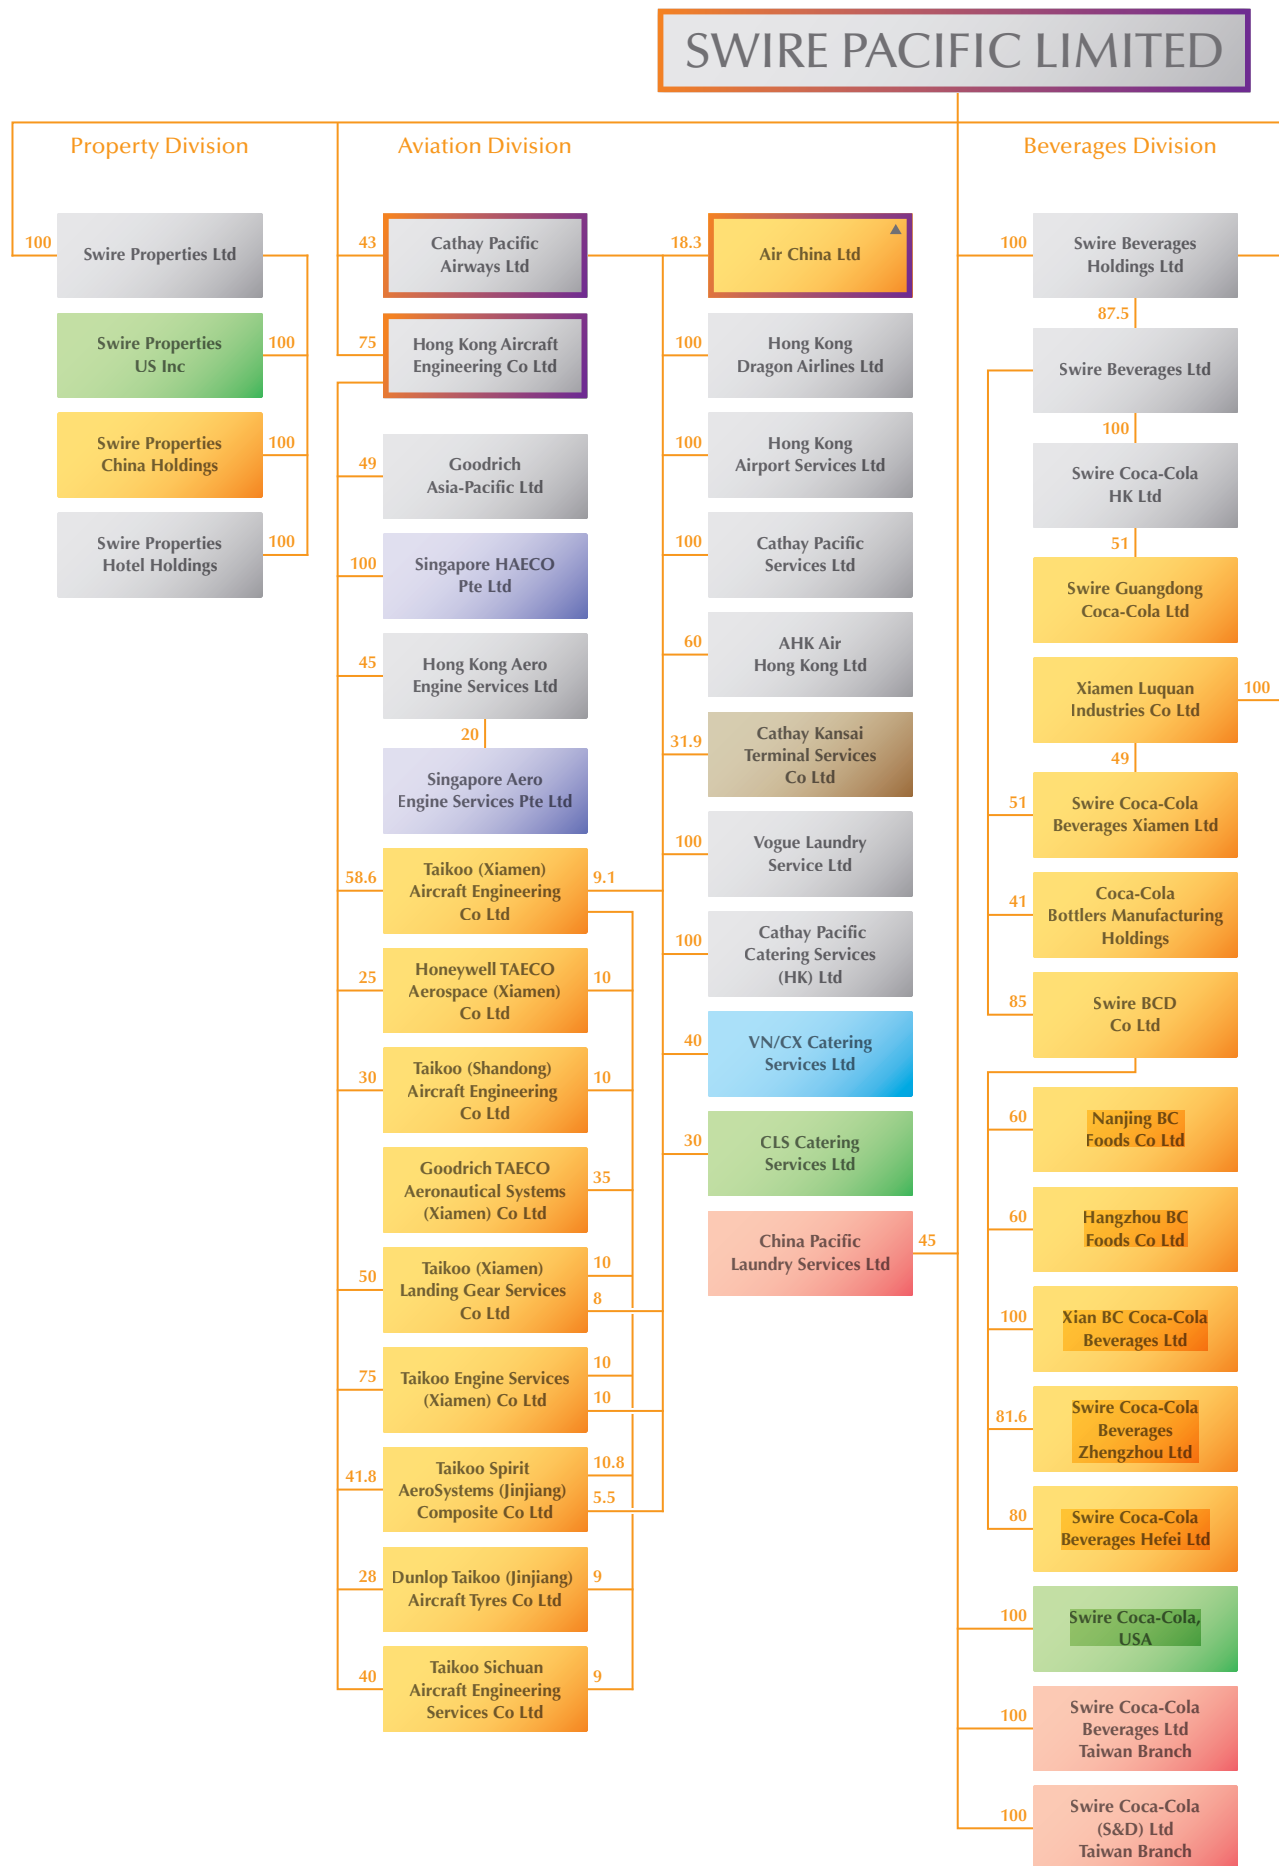 SWIRE PACIFIC LIMITED
Property Division
Aviation Division
Beverages Division
100
Swire Properties Ltd
Swire Properties
US Inc
100
Swire Properties
China Holdings
100
Swire Properties
Hotel Holdings
100
43
Cathay Pacific
Airways Ltd
75
Hong Kong Aircraft
Engineering Co Ltd
49
Goodrich
Asia-Pacific Ltd
100
Singapore HAECO
Pte Ltd
45
Hong Kong Aero
Engine Services Ltd
20
Singapore Aero
Engine Services Pte Ltd
58.6
Taikoo (Xiamen)
Aircraft Engineering
Co Ltd
9.1
25
Honeywell TAECO
Aerospace (Xiamen)
Co Ltd
10
30
Taikoo (Shandong)
Aircraft Engineering
Co Ltd
10
Goodrich TAECO
Aeronautical Systems
(Xiamen) Co Ltd
35
50
Taikoo (Xiamen)
Landing Gear Services
Co Ltd
10
8
75
Taikoo Engine Services
(Xiamen) Co Ltd
10
10
41.8
Taikoo Spirit
AeroSystems (Jinjiang)
Composite Co Ltd
10.8
5.5
28
Dunlop Taikoo (Jinjiang)
Aircraft Tyres Co Ltd
9
40
Taikoo Sichuan
Aircraft Engineering
Services Co Ltd
9
18.3
Air China Ltd
▲
100
Hong Kong
Dragon Airlines Ltd
100
Hong Kong
Airport Services Ltd
100
Cathay Pacific
Services Ltd
60
AHK Air
Hong Kong Ltd
31.9
Cathay Kansai
Terminal Services
Co Ltd
100
Vogue Laundry
Service Ltd
100
Cathay Pacific
Catering Services
(HK) Ltd
40
VN/CX Catering
Services Ltd
30
CLS Catering
Services Ltd
China Pacific
Laundry Services Ltd
45
100
Swire Beverages
Holdings Ltd
87.5
Swire Beverages Ltd
100
Swire Coca-Cola
HK Ltd
51
Swire Guangdong
Coca-Cola Ltd
Xiamen Luquan
Industries Co Ltd
100
49
51
Swire Coca-Cola
Beverages Xiamen Ltd
41
Coca-Cola
Bottlers Manufacturing
Holdings
85
Swire BCD
Co Ltd
60
Nanjing BC
Foods Co Ltd
60
Hangzhou BC
Foods Co Ltd
100
Xian BC Coca-Cola
Beverages Ltd
81.6
Swire Coca-Cola
Beverages
Zhengzhou Ltd
80
Swire Coca-Cola
Beverages Hefei Ltd
100
Swire Coca-Cola,
USA
100
Swire Coca-Cola
Beverages Ltd
Taiwan Branch
100
Swire Coca-Cola
(S&D) Ltd
Taiwan Branch